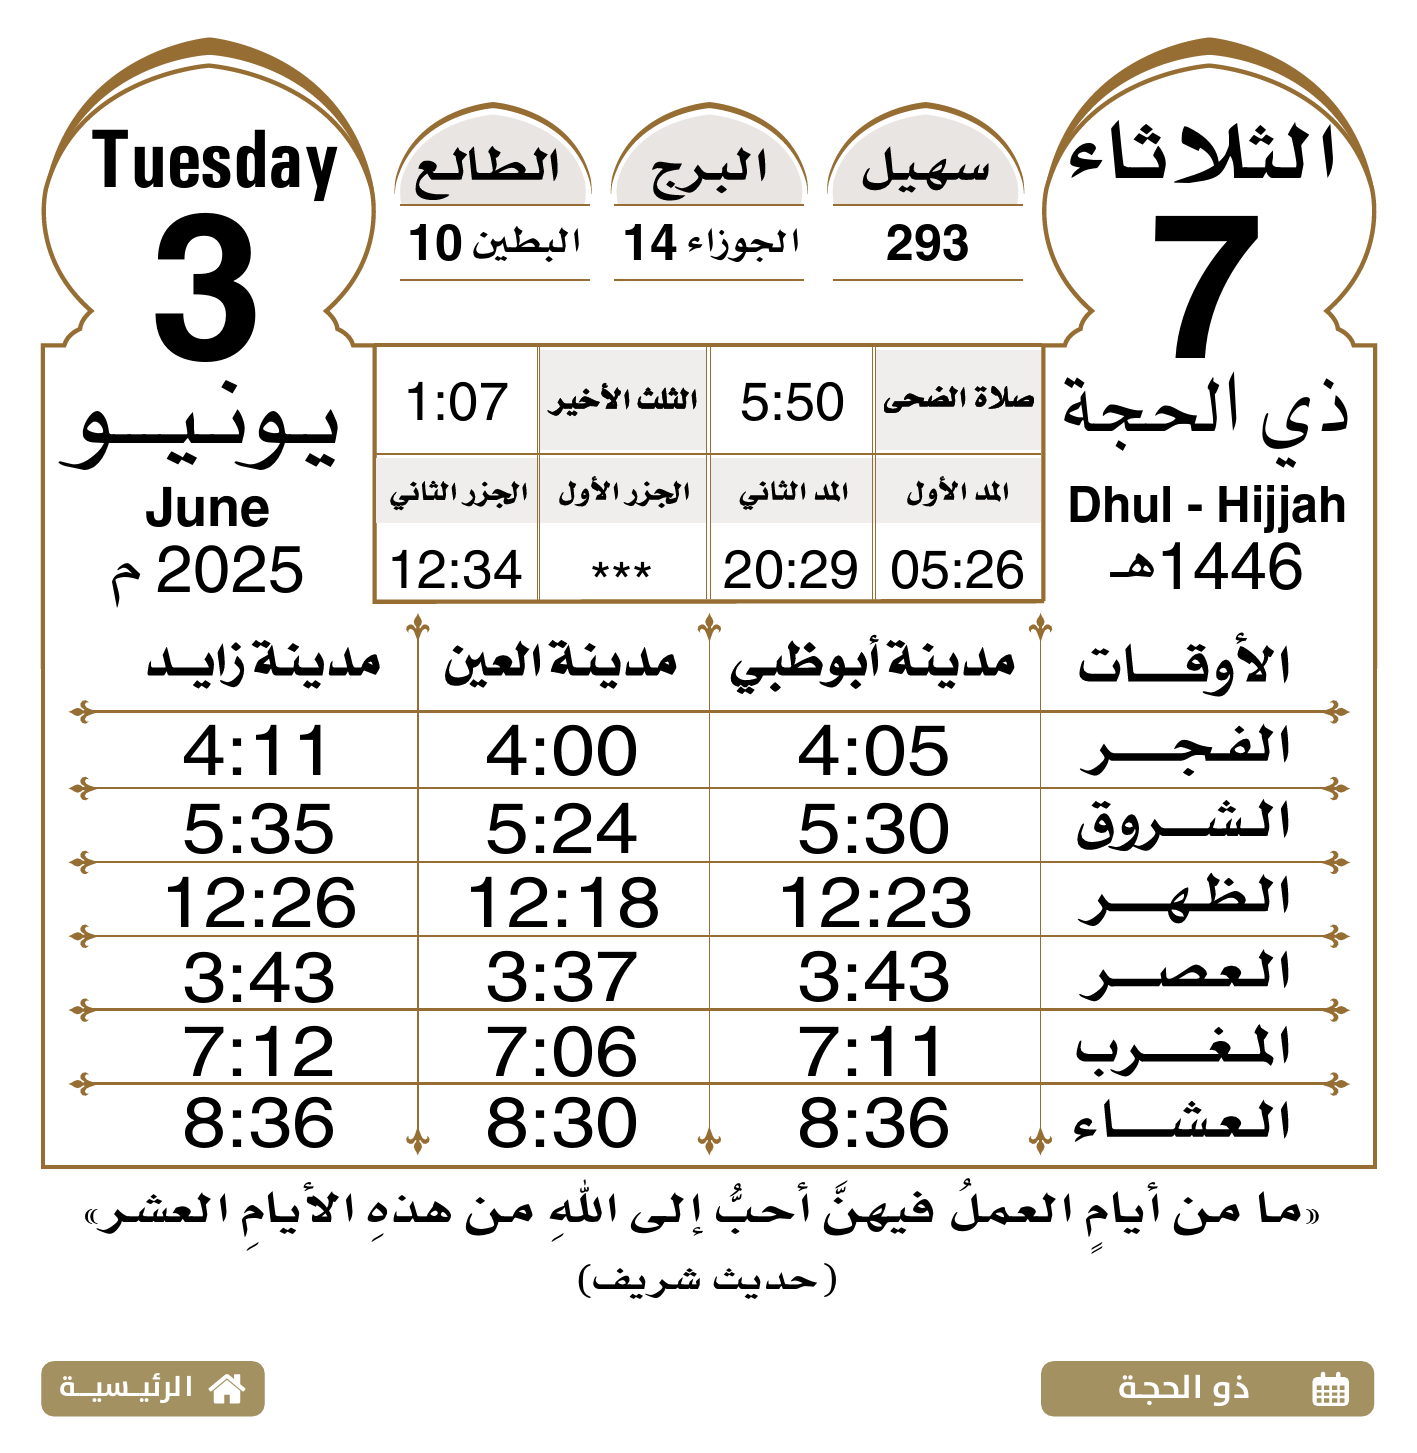 الثلاثاء
7
ذي الحجة
Dhul - Hijjah
1446هـ
سهيل
293
البرج
الجوزاء 14
الطالع
البطين 10
Tuesday
3
يونيو
June
2025 م
صلاة الضحى 5:50 الثلث الأخير 1:07
المد الأول المد الثاني الجزر الأول الجزر الثاني
05:26 20:29 *** 12:34
الأوقات مدينة أبوظبي مدينة العين مدينة زايد
الفجر 4:05 4:00 4:11
الشروق 5:30 5:24 5:35
الظهر 12:23 12:18 12:26
العصر 3:43 3:37 3:43
المغرب 7:11 7:06 7:12
العشاء 8:36 8:30 8:36
«ما من أيامٍ العملُ فيهنَّ أحبُّ إلى اللهِ من هذهِ الأيامِ العشر»
(حديث شريف)
ذو الحجة
الرئيسية